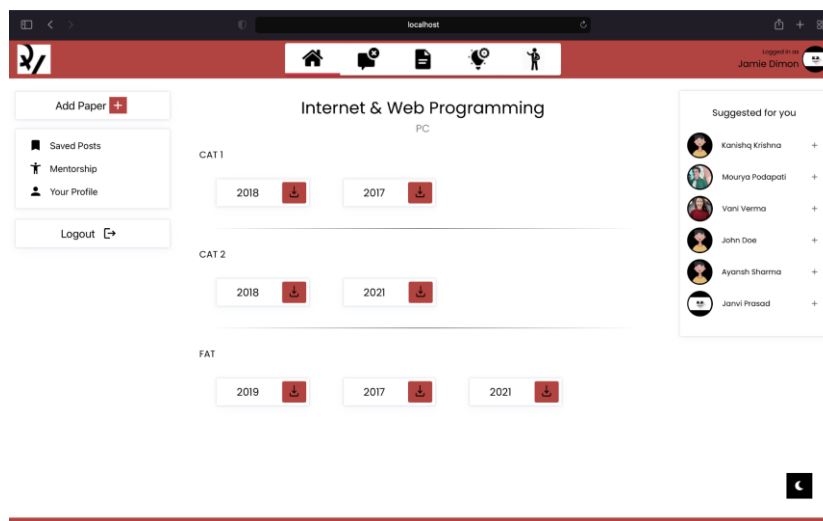 localhost
Logged in as
Jamie Dimon
Add Paper +
Saved Posts
Mentorship
Your Profile
Logout
Internet & Web Programming
PC
CAT 1
2018
2017
CAT 2
2018
2021
FAT
2019
2017
2021
Suggested for you
Kanishq Krishna +
Mourya Podapati +
Vani Verma +
John Doe +
Ayansh Sharma +
Janvi Prasad +